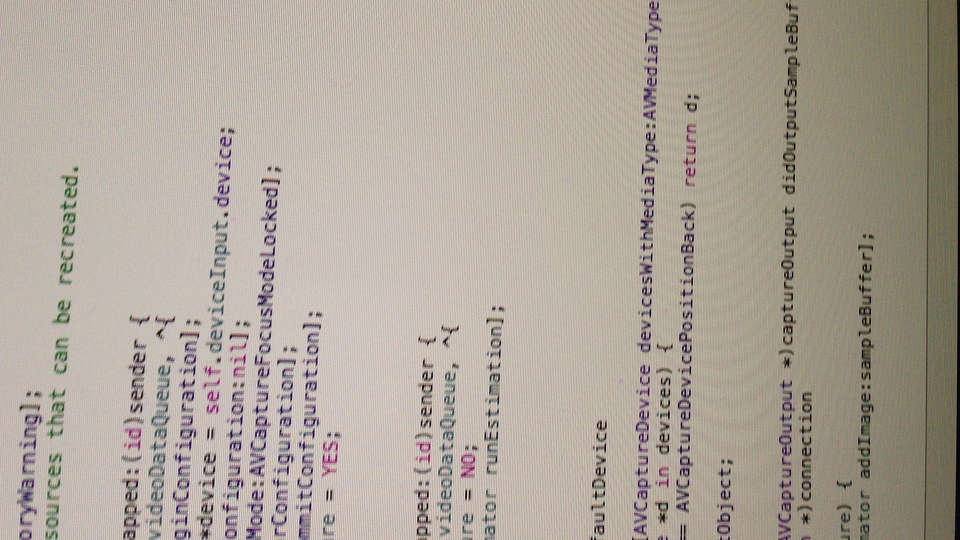 oryWarning];
sources that can be recreated.
apped:(id)sender {
videoDataQueue, ^{
ginConfiguration];
*device = self.deviceInput.device;
onfiguration:nil];
Mode:AVCaptureFocusModeLocked];
rConfiguration];
mmitConfiguration];
re = YES;
pped:(id)sender {
videoDataQueue, ^{
re = NO;
ator runEstimation];
faultDevice
[AVCaptureDevice devicesWithMediaType:AVMediaType
e *d in devices) {
== AVCaptureDevicePositionBack) return d;
tObject;
AVCaptureOutput *)captureOutput didOutputSampleBuf
n *)connection
ure) {
mator addImage:sampleBuffer];